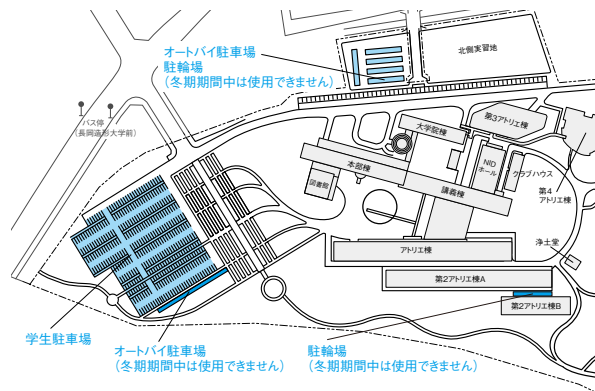 オートバイ駐車場
駐輪場
(冬期期間中は使用できません)
北側実習地
バス停
(長岡造形大学前)
大学院棟
第3アトリエ棟
本部棟
NID
ホール
クラブハウス
図書館
講義棟
第4
アトリエ棟
アトリエ棟
浄土堂
第2アトリエ棟A
第2アトリエ棟B
学生駐車場
オートバイ駐車場
(冬期期間中は使用できません)
駐輪場
(冬期期間中は使用できません)